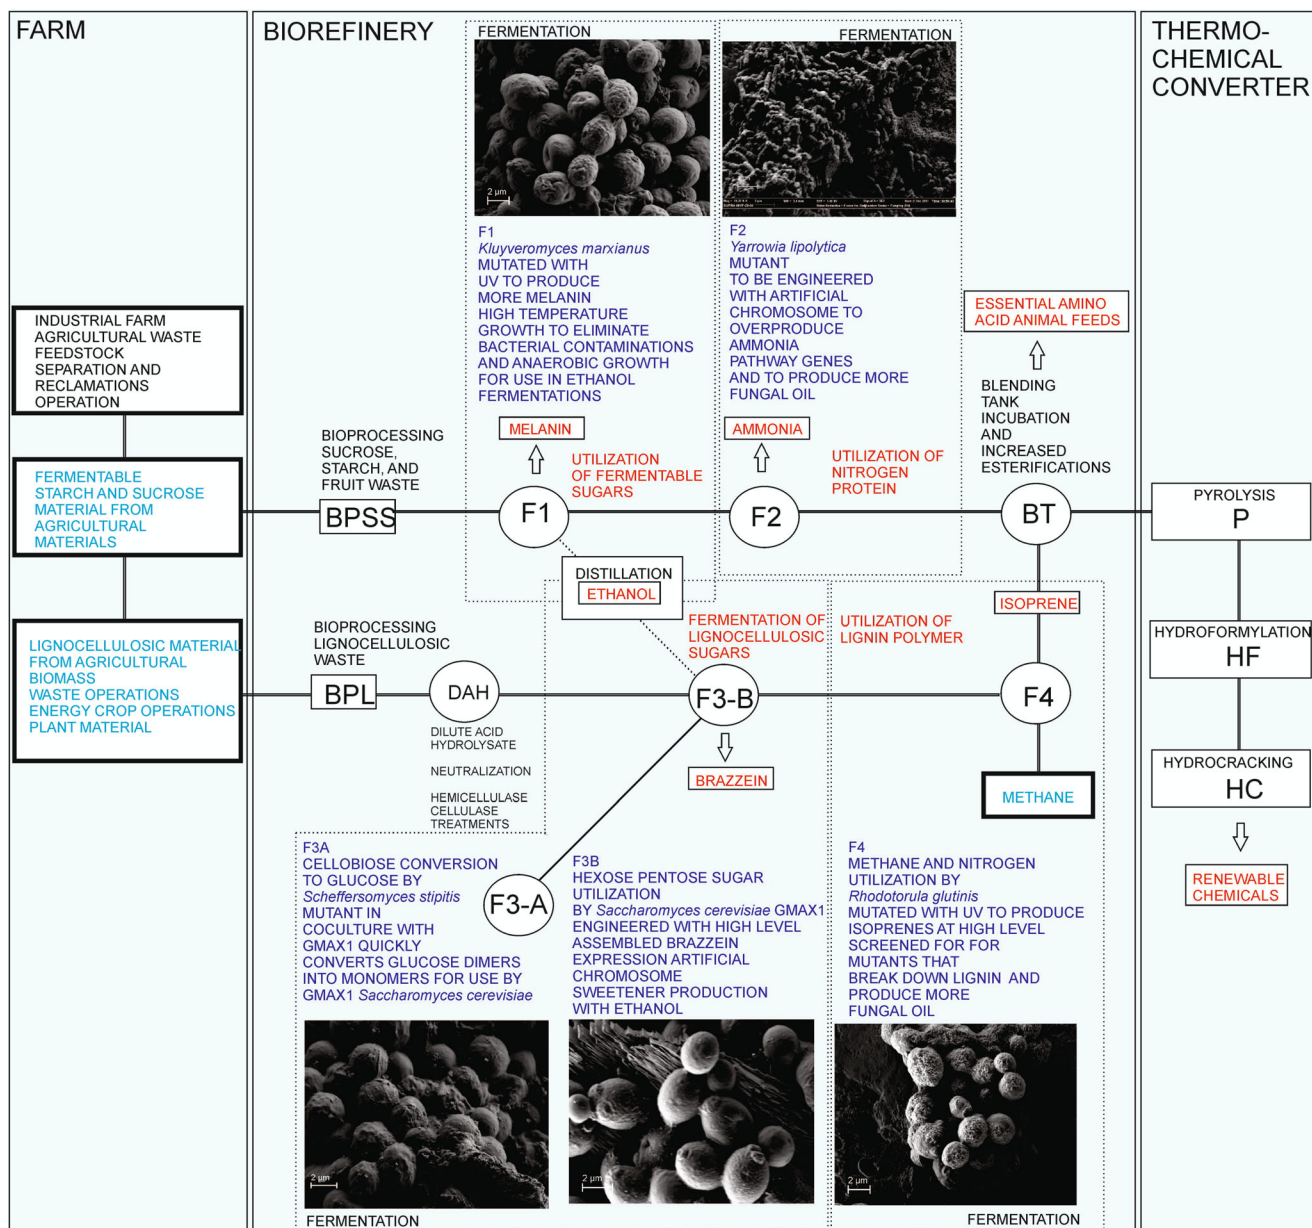 FARM
BIOREFINERY
THERMO-
CHEMICAL
CONVERTER
FERMENTATION
2 µm
FERMENTATION
F1
Kluyveromyces marxianus
MUTATED WITH
UV TO PRODUCE
MORE MELANIN
HIGH TEMPERATURE
GROWTH TO ELIMINATE
BACTERIAL CONTAMINATIONS
AND ANAEROBIC GROWTH
FOR USE IN ETHANOL
FERMENTATIONS
F2
Yarrowia lipolytica
MUTANT
TO BE ENGINEERED
WITH ARTIFICIAL
CHROMOSOME TO
OVERPRODUCE
AMMONIA
PATHWAY GENES
AND TO PRODUCE MORE
FUNGAL OIL
ESSENTIAL AMINO
ACID ANIMAL FEEDS
INDUSTRIAL FARM
AGRICULTURAL WASTE
FEEDSTOCK
SEPARATION AND
RECLAMATIONS
OPERATION
BLENDING
TANK
INCUBATION
AND
INCREASED
ESTERIFICATIONS
MELANIN
AMMONIA
BIOPROCESSING
SUCROSE,
STARCH, AND
FRUIT WASTE
UTILIZATION
OF FERMENTABLE
SUGARS
UTILIZATION OF
NITROGEN
PROTEIN
FERMENTABLE
STARCH AND SUCROSE
MATERIAL FROM
AGRICULTURAL
MATERIALS
BPSS
F1
F2
BT
PYROLYSIS
P
DISTILLATION
ETHANOL
ISOPRENE
FERMENTATION OF
LIGNOCELLULOSIC
SUGARS
UTILIZATION OF
LIGNIN POLYMER
HYDROFORMYLATION
HF
LIGNOCELLULOSIC MATERIAL
FROM AGRICULTURAL
BIOMASS
WASTE OPERATIONS
ENERGY CROP OPERATIONS
PLANT MATERIAL
BIOPROCESSING
LIGNOCELLULOSIC
WASTE
BPL
DAH
F3-B
F4
DILUTE ACID
HYDROLYSATE
NEUTRALIZATION
HEMICELLULASE
CELLULASE
TREATMENTS
BRAZZEIN
METHANE
HYDROCRACKING
HC
F3A
CELLOBIOSE CONVERSION
TO GLUCOSE BY
Scheffersomyces stipitis
MUTANT IN
COCULTURE WITH
GMAX1 QUICKLY
CONVERTS GLUCOSE DIMERS
INTO MONOMERS FOR USE BY
GMAX1 Saccharomyces cerevisiae
F3-A
F3B
HEXOSE PENTOSE SUGAR
UTILIZATION
BY Saccharomyces cerevisiae GMAX1
ENGINEERED WITH HIGH LEVEL
ASSEMBLED BRAZZEIN
EXPRESSION ARTIFICIAL
CHROMOSOME
SWEETENER PRODUCTION
WITH ETHANOL
F4
METHANE AND NITROGEN
UTILIZATION BY
Rhodotorula glutinis
MUTATED WITH UV TO PRODUCE
ISOPRENES AT HIGH LEVEL
SCREENED FOR FOR
MUTANTS THAT
BREAK DOWN LIGNIN AND
PRODUCE MORE
FUNGAL OIL
RENEWABLE
CHEMICALS
2 µm
2 µm
2 µm
FERMENTATION
FERMENTATION